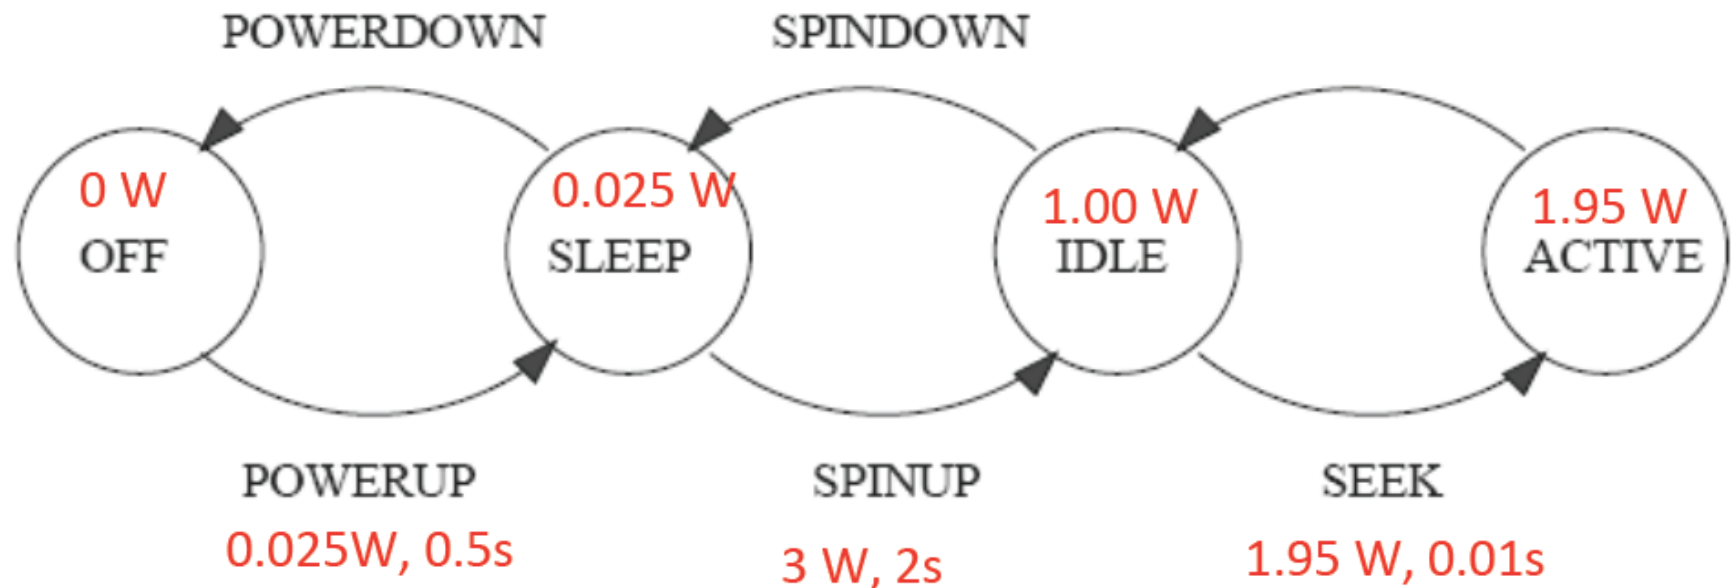 POWERDOWN
SPINDOWN
0 W
OFF
0.025 W
SLEEP
1.00 W
IDLE
1.95 W
ACTIVE
POWERUP
0.025W, 0.5s
SPINUP
3 W, 2s
SEEK
1.95 W, 0.01s